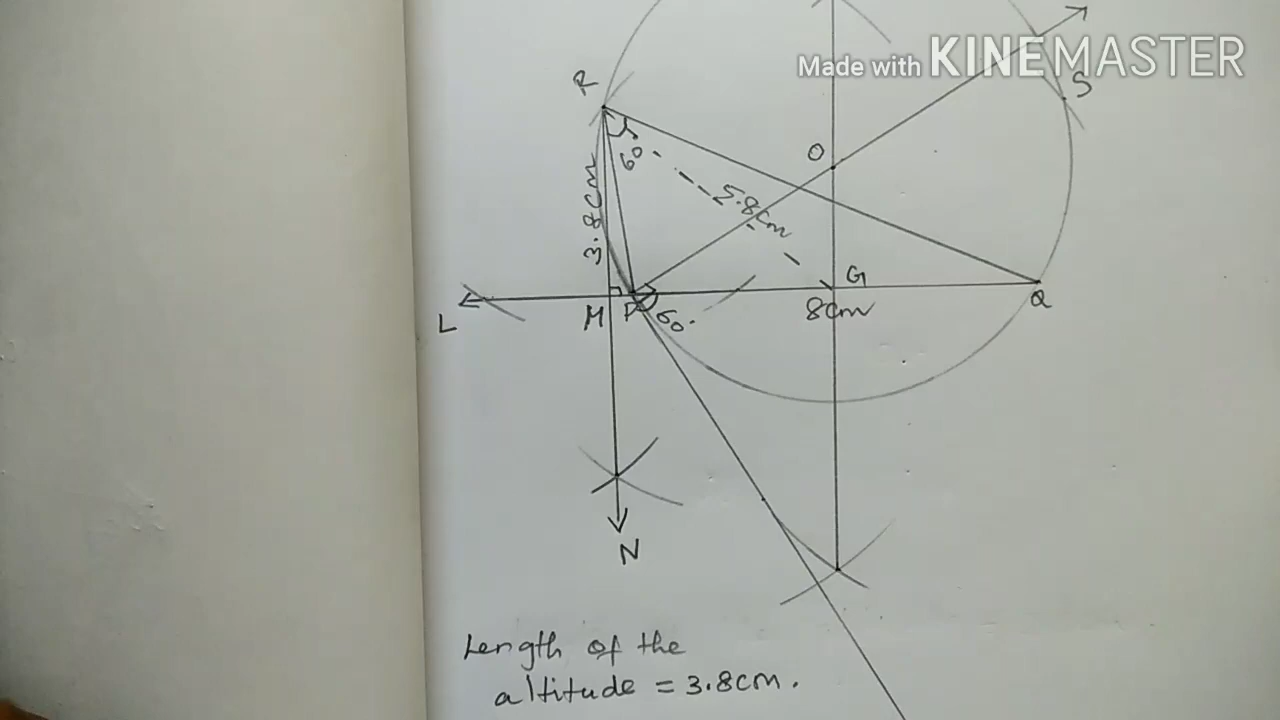 Made with KINEMASTER
R
S
60
O
3.8cm
5.8cm
G
L
M
P
60°
8cm
Q
N
Length of the
altitude = 3.8cm.